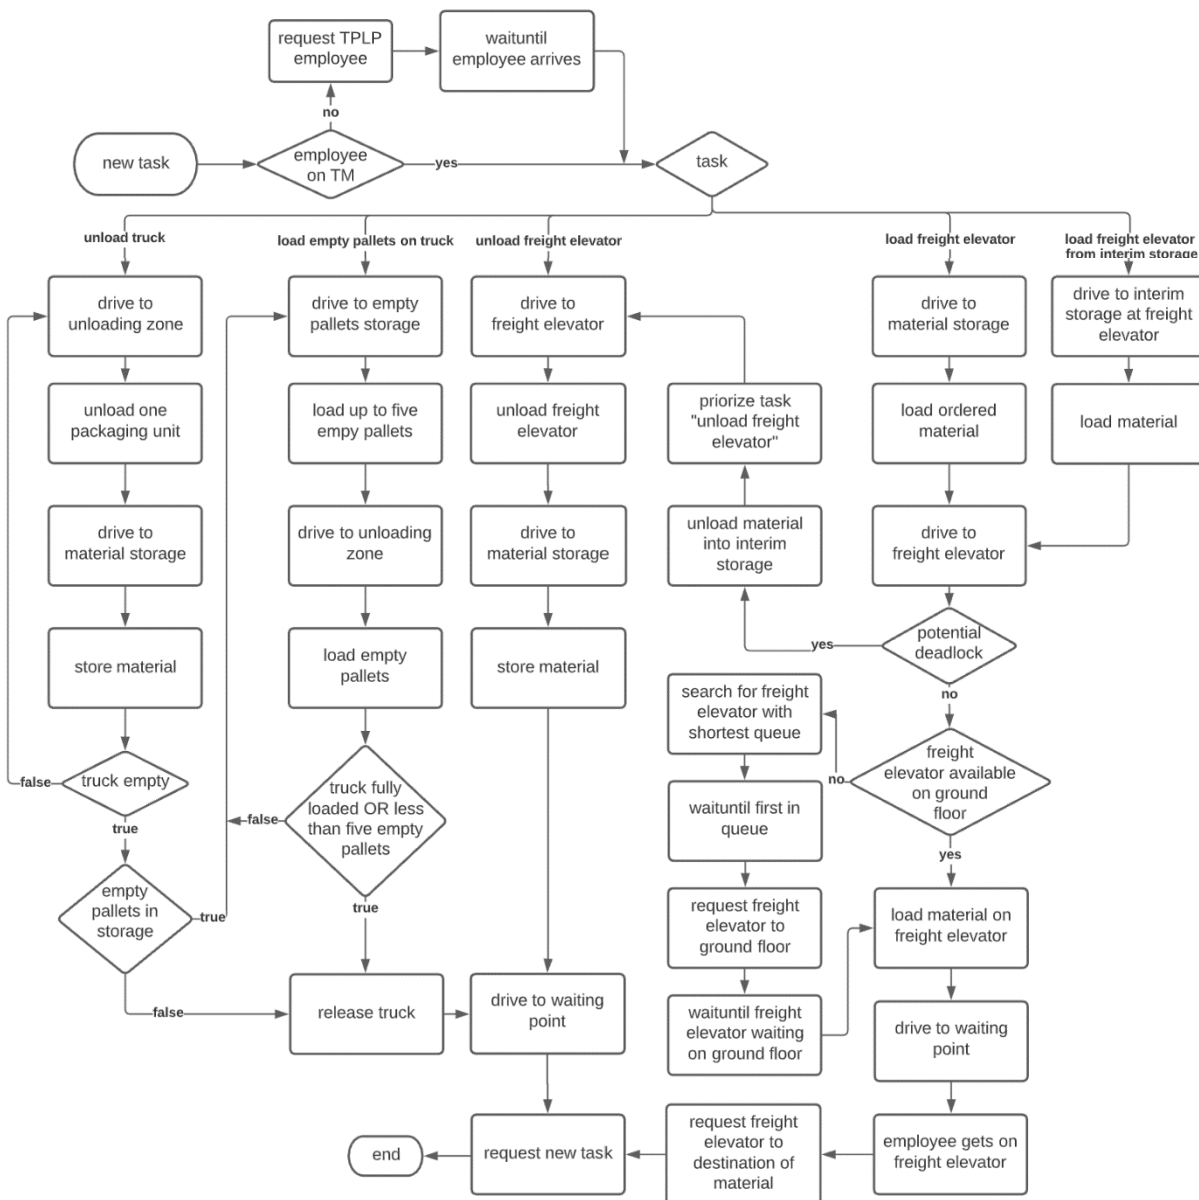 request TPLP
employee
waituntil
employee arrives
no
new task
employee
on TM
yes
task
unload truck
load empty pallets on truck
unload freight elevator
load freight elevator
load freight elevator
from interim storage
drive to
unloading zone
drive to empty
pallets storage
drive to
freight elevator
drive to
material storage
drive to interim
storage at freight
elevator
unload one
packaging unit
load up to five
empy pallets
unload freight
elevator
priorize task
"unload freight
elevator"
load ordered
material
load material
drive to
material storage
drive to unloading
zone
drive to
material storage
unload material
into interim
storage
drive to
freight elevator
store material
load empty
pallets
store material
yes
potential
deadlock
no
search for freight
elevator with
shortest queue
false
truck empty
true
truck fully
loaded OR less
than five empty
pallets
false
true
no
freight
elevator available
on ground
floor
yes
waituntil first in
queue
empty
pallets in
storage
true
false
request freight
elevator to
ground floor
load material on
freight elevator
release truck
drive to waiting
point
waituntil freight
elevator waiting
on ground floor
drive to waiting
point
end
request new task
request freight
elevator to
destination of
material
employee gets on
freight elevator